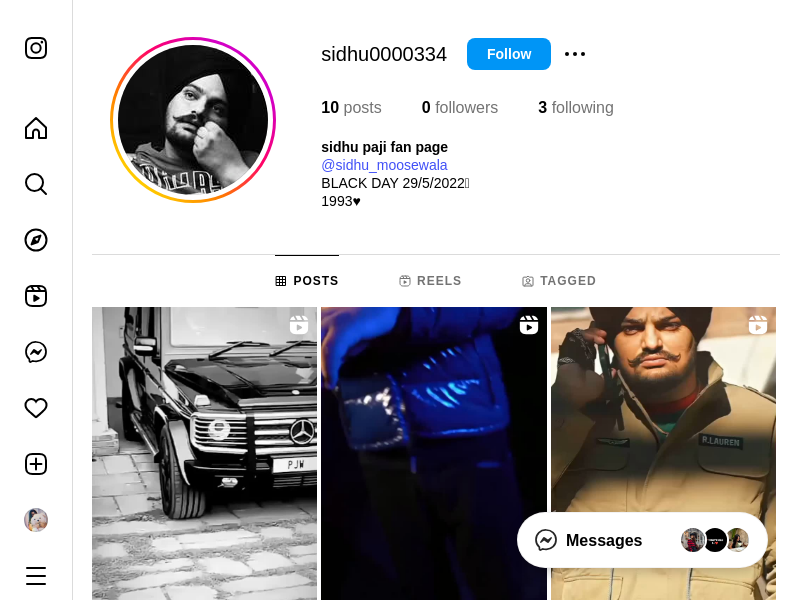 sidhu0000334
Follow
10 posts
0 followers
3 following
sidhu paji fan page
@sidhu_moosewala
BLACK DAY 29/5/2022
1993♥
POSTS
REELS
TAGGED
PJW
R.LAUREN
Messages